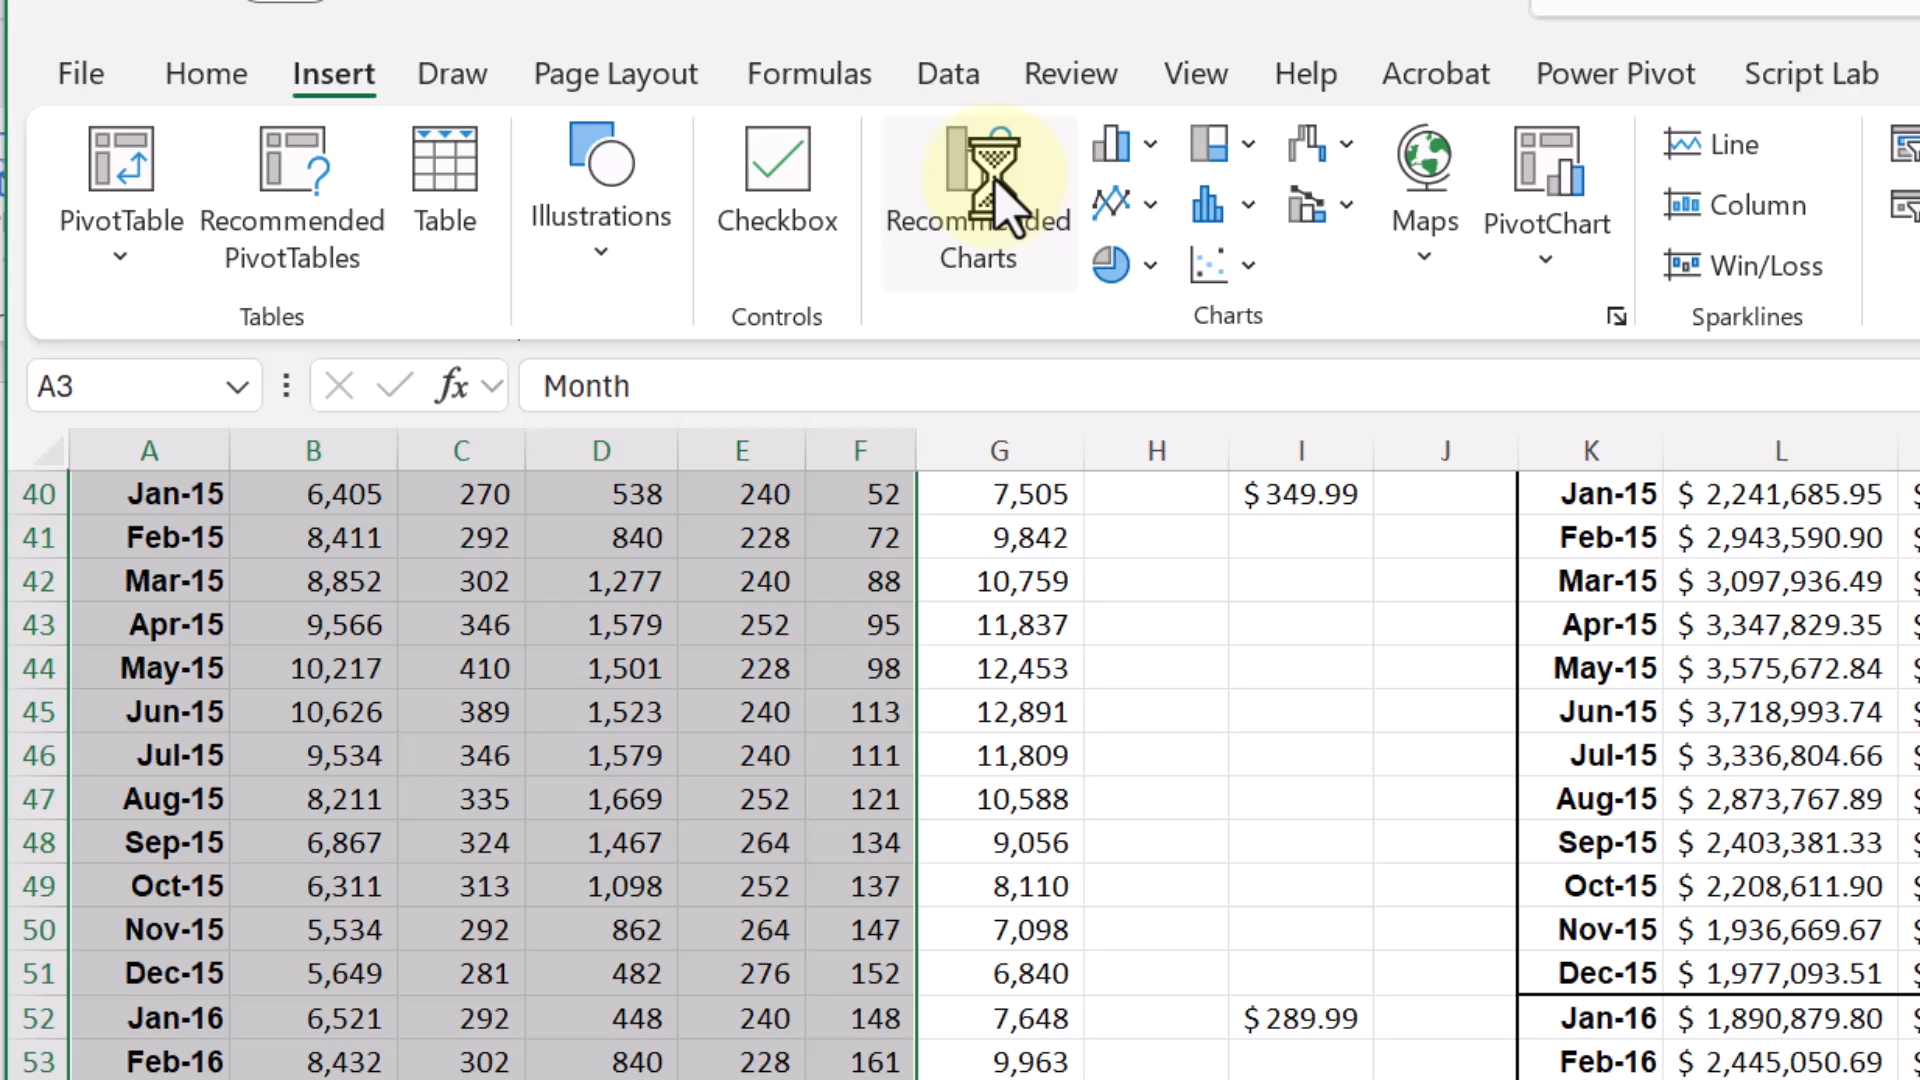 File Home Insert Draw Page Layout Formulas Data Review View Help Acrobat Power Pivot Script Lab
PivotTable
Recommended
PivotTables
Table
Illustrations
Checkbox
Recommended
Charts
Maps
PivotChart
Line
Column
Win/Loss
Tables Controls Charts Sparklines
A3 fx Month
A B C D E F G H I J K L
40 Jan-15 6,405 270 538 240 52 7,505 $ 349.99 Jan-15 $ 2,241,685.95 $
41 Feb-15 8,411 292 840 228 72 9,842 Feb-15 $ 2,943,590.90 $
42 Mar-15 8,852 302 1,277 240 88 10,759 Mar-15 $ 3,097,936.49 $
43 Apr-15 9,566 346 1,579 252 95 11,837 Apr-15 $ 3,347,829.35 $
44 May-15 10,217 410 1,501 228 98 12,453 May-15 $ 3,575,672.84 $
45 Jun-15 10,626 389 1,523 240 113 12,891 Jun-15 $ 3,718,993.74 $
46 Jul-15 9,534 346 1,579 240 111 11,809 Jul-15 $ 3,336,804.66 $
47 Aug-15 8,211 335 1,669 252 121 10,588 Aug-15 $ 2,873,767.89 $
48 Sep-15 6,867 324 1,467 264 134 9,056 Sep-15 $ 2,403,381.33 $
49 Oct-15 6,311 313 1,098 252 137 8,110 Oct-15 $ 2,208,611.90 $
50 Nov-15 5,534 292 862 264 147 7,098 Nov-15 $ 1,936,669.67 $
51 Dec-15 5,649 281 482 276 152 6,840 Dec-15 $ 1,977,093.51 $
52 Jan-16 6,521 292 448 240 148 7,648 $ 289.99 Jan-16 $ 1,890,879.80 $
53 Feb-16 8,432 302 840 228 161 9,963 Feb-16 $ 2,445,050.69 $